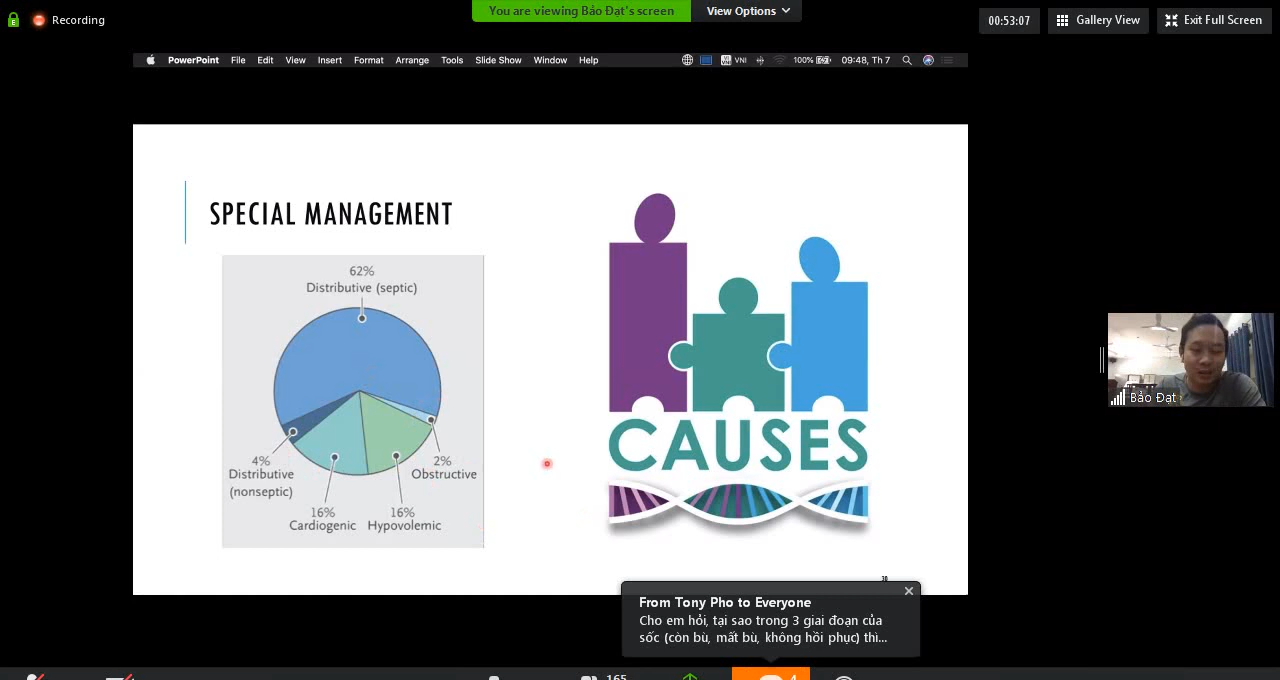 Recording
You are viewing Bảo Đạt's screen
View Options
00:53:07
Gallery View
Exit Full Screen
PowerPoint File Edit View Insert Format Arrange Tools Slide Show Window Help
VNI
100%
09:48, Th 7
SPECIAL MANAGEMENT
62%
Distributive (septic)
4%
Distributive
(nonseptic)
16%
Cardiogenic
16%
Hypovolemic
2%
Obstructive
CAUSES
30
Bảo Đạt
From Tony Pho to Everyone
Cho em hỏi, tại sao trong 3 giai đoạn của
sốc (còn bù, mất bù, không hồi phục) thì...
165
4